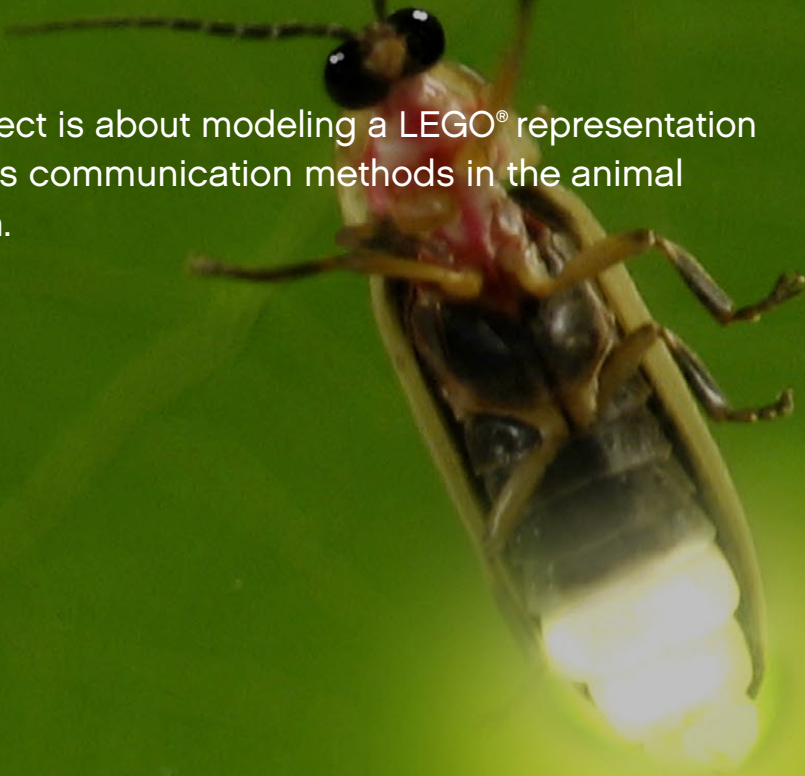 ect is about modeling a LEGO® representation
s communication methods in the animal
.